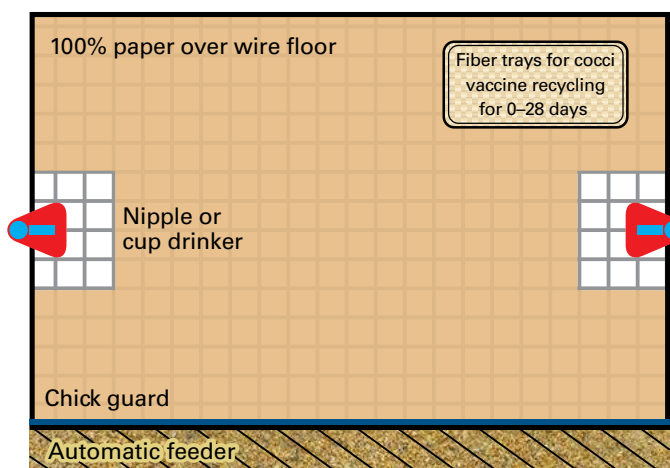 100% paper over wire floor
Fiber trays for cocci
vaccine recycling
for 0–28 days
Nipple or
cup drinker
Chick guard
Automatic feeder